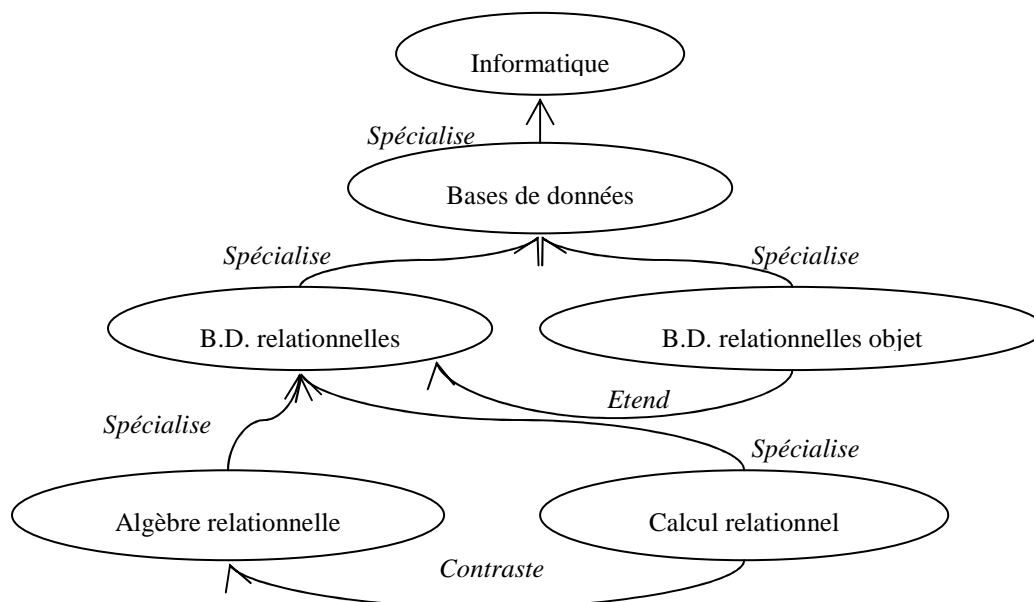 Informatique
Spécialise
Bases de données
Spécialise
Spécialise
B.D. relationnelles
B.D. relationnelles objet
Etend
Spécialise
Spécialise
Algèbre relationnelle
Calcul relationnel
Contraste